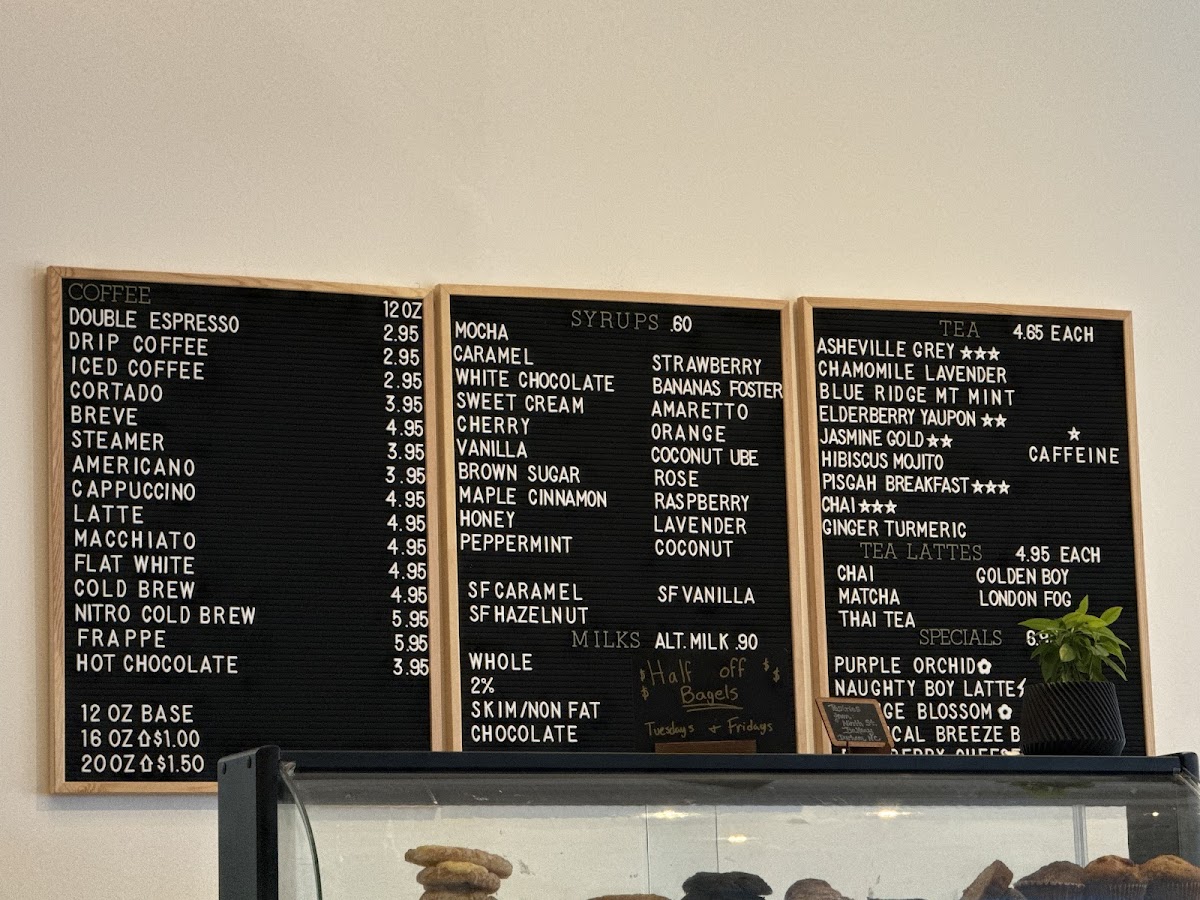 COFFEE 12OZ
DOUBLE ESPRESSO 2.95
DRIP COFFEE 2.95
ICED COFFEE 2.95
CORTADO 3.95
BREVE 4.95
STEAMER 3.95
AMERICANO 3.95
CAPPUCCINO 4.95
LATTE 4.95
MACCHIATO 4.95
FLAT WHITE 4.95
COLD BREW 4.95
NITRO COLD BREW 5.95
FRAPPE 5.95
HOT CHOCOLATE 3.95
12 OZ BASE
16 OZ ⇧$1.00
20OZ ⇧$1.50
SYRUPS .60
MOCHA
CARAMEL
WHITE CHOCOLATE
SWEET CREAM
CHERRY
VANILLA
BROWN SUGAR
MAPLE CINNAMON
HONEY
PEPPERMINT
STRAWBERRY
BANANAS FOSTER
AMARETTO
ORANGE
COCONUT UBE
ROSE
RASPBERRY
LAVENDER
COCONUT
SF CARAMEL SF VANILLA
SF HAZELNUT
MILKS ALT. MILK .90
WHOLE
2%
SKIM/NON FAT
CHOCOLATE
$ Half off $
$ Bagels $
Tuesdays + Fridays
TEA 4.65 EACH
ASHEVILLE GREY ★★★
CHAMOMILE LAVENDER
BLUE RIDGE MT MINT
ELDERBERRY YAUPON ★★
JASMINE GOLD ★★
HIBISCUS MOJITO
PISGAH BREAKFAST ★★★
CHAI ★★★
GINGER TURMERIC
★
CAFFEINE
TEA LATTES 4.95 EACH
CHAI GOLDEN BOY
MATCHA LONDON FOG
THAI TEA
SPECIALS
PURPLE ORCHID
NAUGHTY BOY LATTE
BLOSSOM
BREEZE
Pastries
from
Ninth St.
Bakery